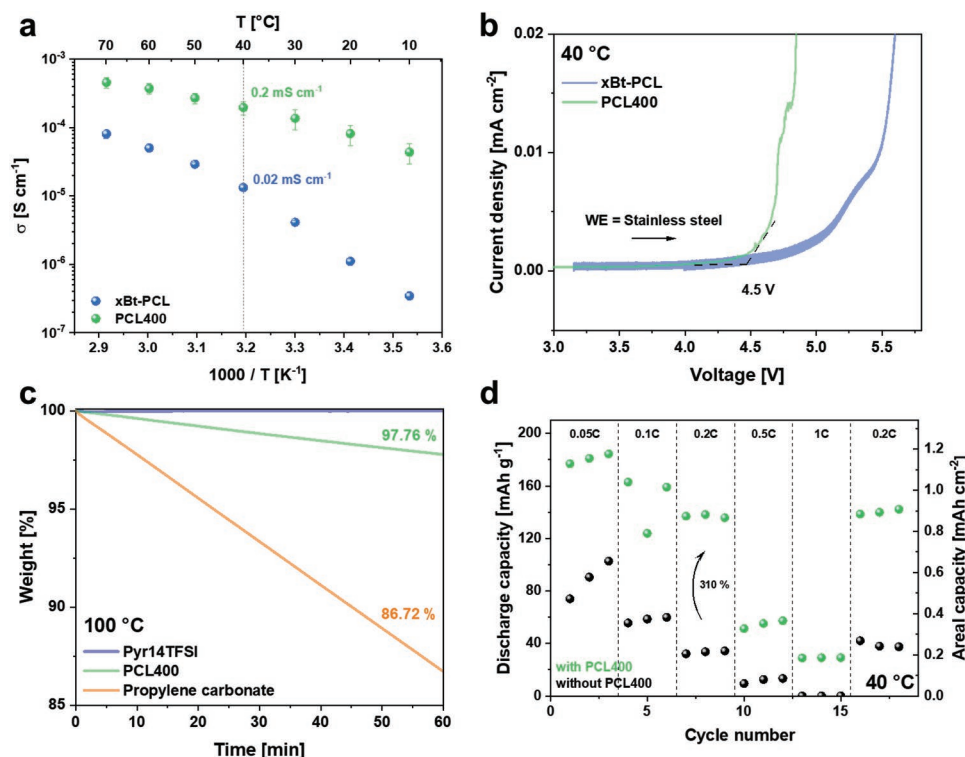 a
T [°C]
70 60 50 40 30 20 10
10⁻³
10⁻⁴
10⁻⁵
10⁻⁶
10⁻⁷
σ [S cm⁻¹]
0.2 mS cm⁻¹
0.02 mS cm⁻¹
xBt-PCL
PCL400
2.9 3.0 3.1 3.2 3.3 3.4 3.5 3.6
1000 / T [K⁻¹]
b
40 °C
xBt-PCL
PCL400
0.02
0.01
0.00
Current density [mA cm⁻²]
WE = Stainless steel
4.5 V
3.0 3.5 4.0 4.5 5.0 5.5
Voltage [V]
c
100
95
90
85
Weight [%]
97.76 %
86.72 %
100 °C
Pyr14TFSI
PCL400
Propylene carbonate
0 10 20 30 40 50 60
Time [min]
d
0.05C 0.1C 0.2C 0.5C 1C 0.2C
200
160
120
80
40
0
Discharge capacity [mAh g⁻¹]
1.2
1.0
0.8
0.6
0.4
0.2
0.0
Areal capacity [mAh cm⁻²]
310 %
with PCL400
without PCL400
40 °C
0 5 10 15
Cycle number